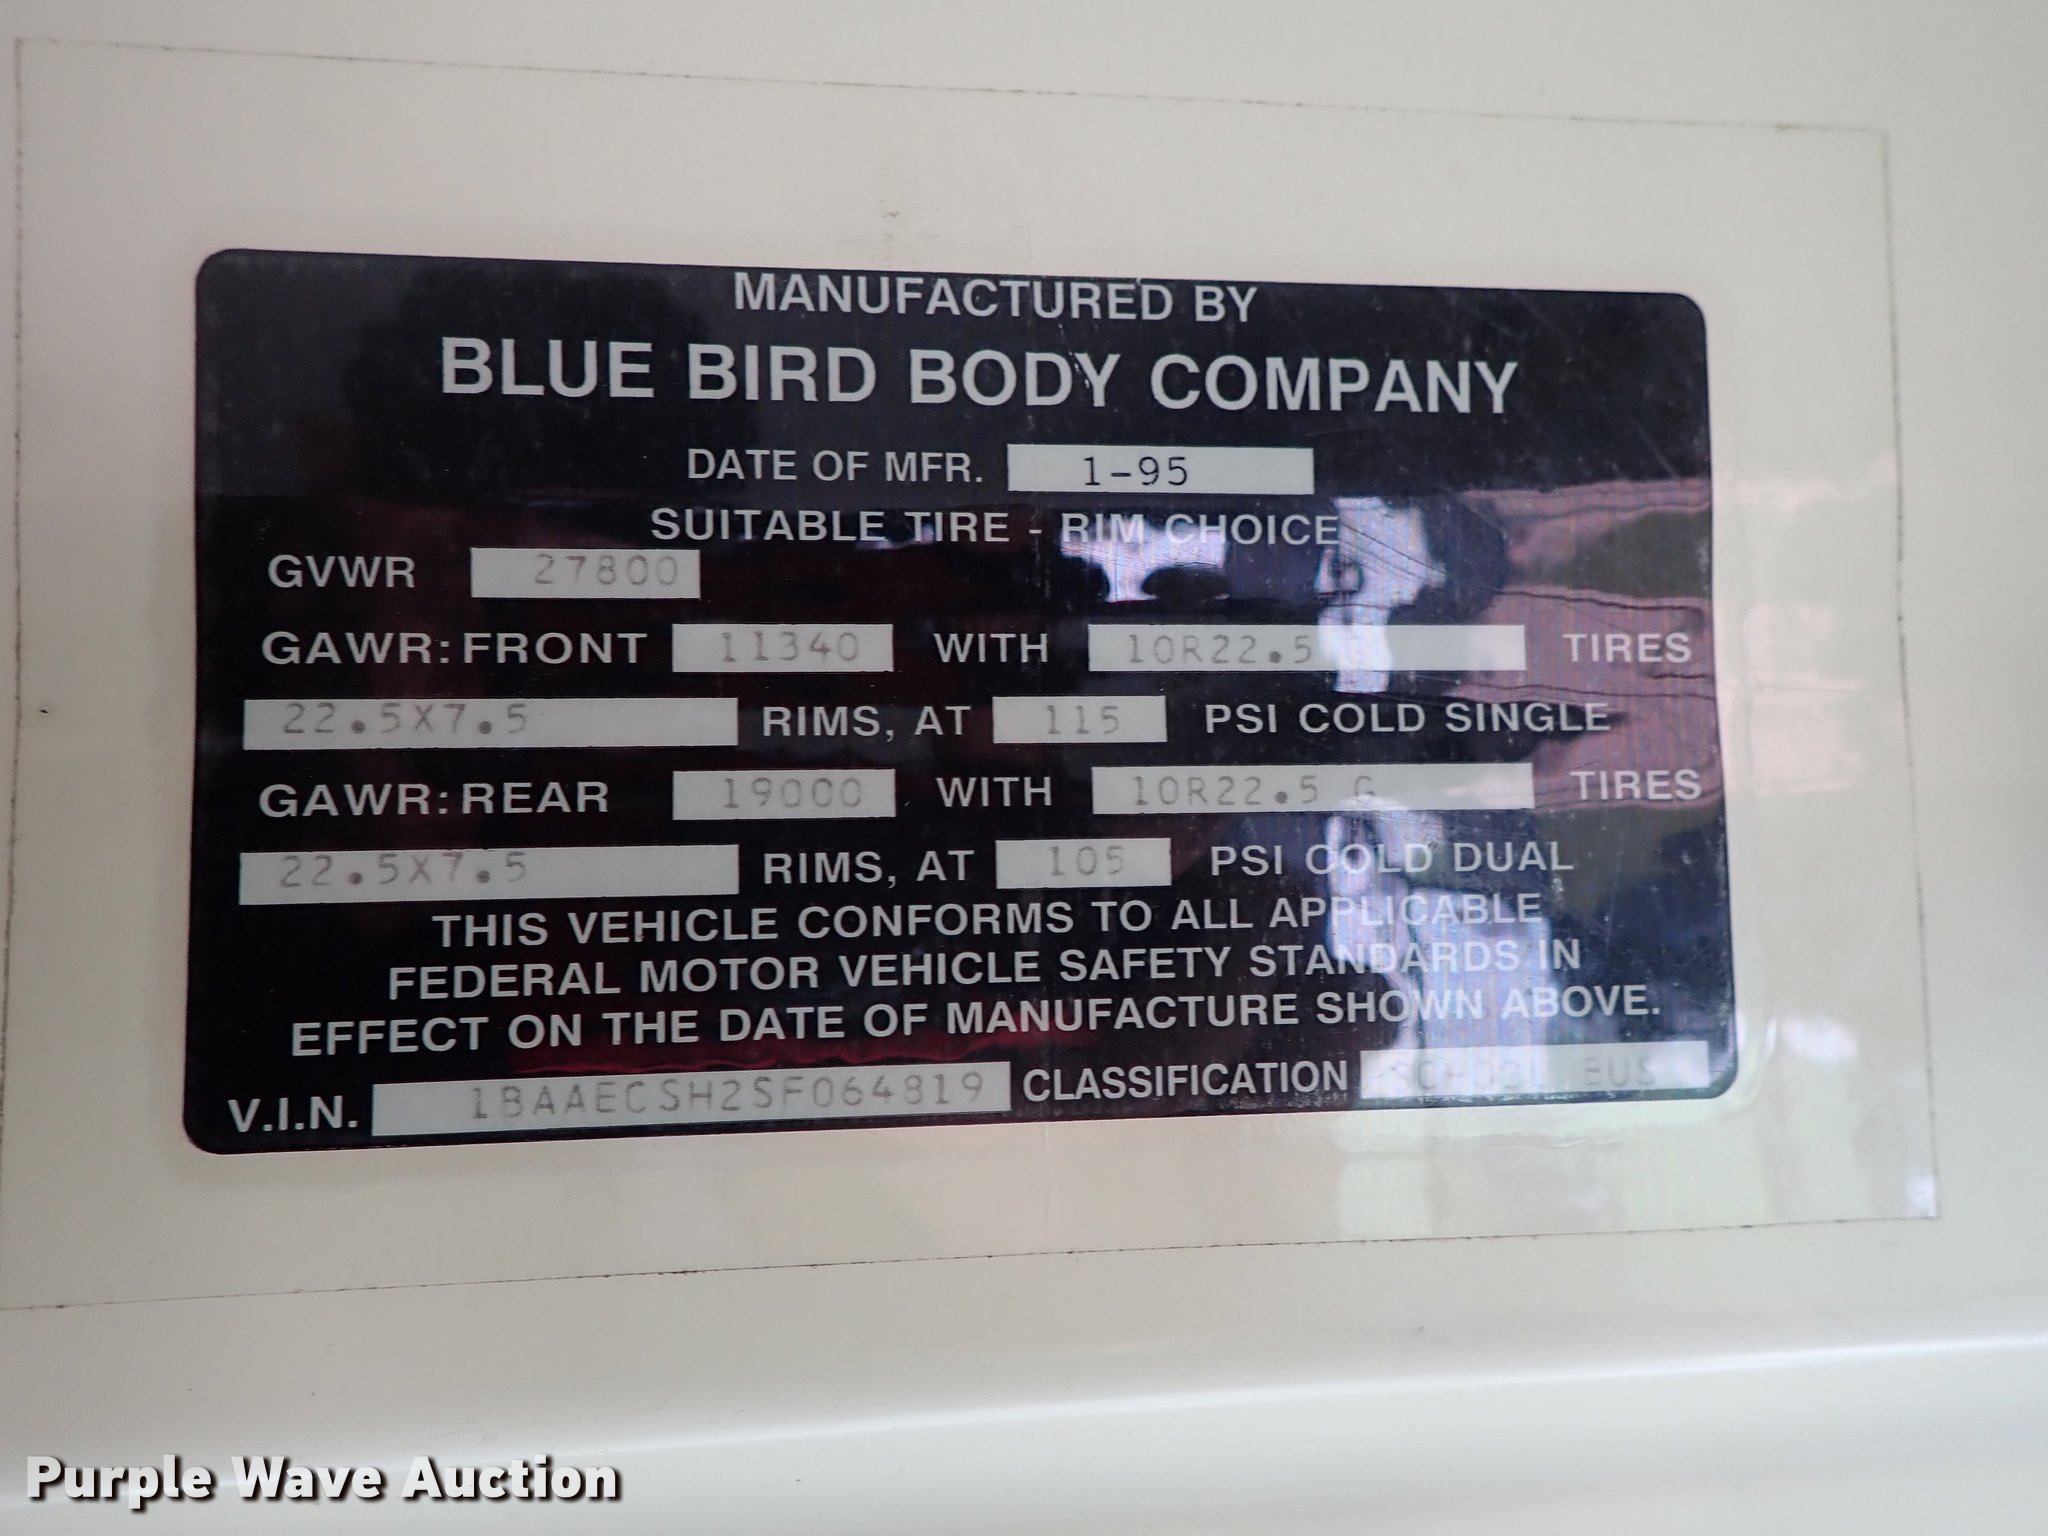 MANUFACTURED BY
BLUE BIRD BODY COMPANY
DATE OF MFR. 1-95
SUITABLE TIRE - RIM CHOICE
GVWR 27800
GAWR: FRONT 11340 WITH 10R22.5 G TIRES
22.5X7.5 RIMS, AT 115 PSI COLD SINGLE
GAWR: REAR 19000 WITH 10R22.5 G TIRES
22.5X7.5 RIMS, AT 105 PSI COLD DUAL
THIS VEHICLE CONFORMS TO ALL APPLICABLE
FEDERAL MOTOR VEHICLE SAFETY STANDARDS IN
EFFECT ON THE DATE OF MANUFACTURE SHOWN ABOVE.
V.I.N. 1BAAECSH2SF064819 CLASSIFICATION SCHOOL BUS
Purple Wave Auction